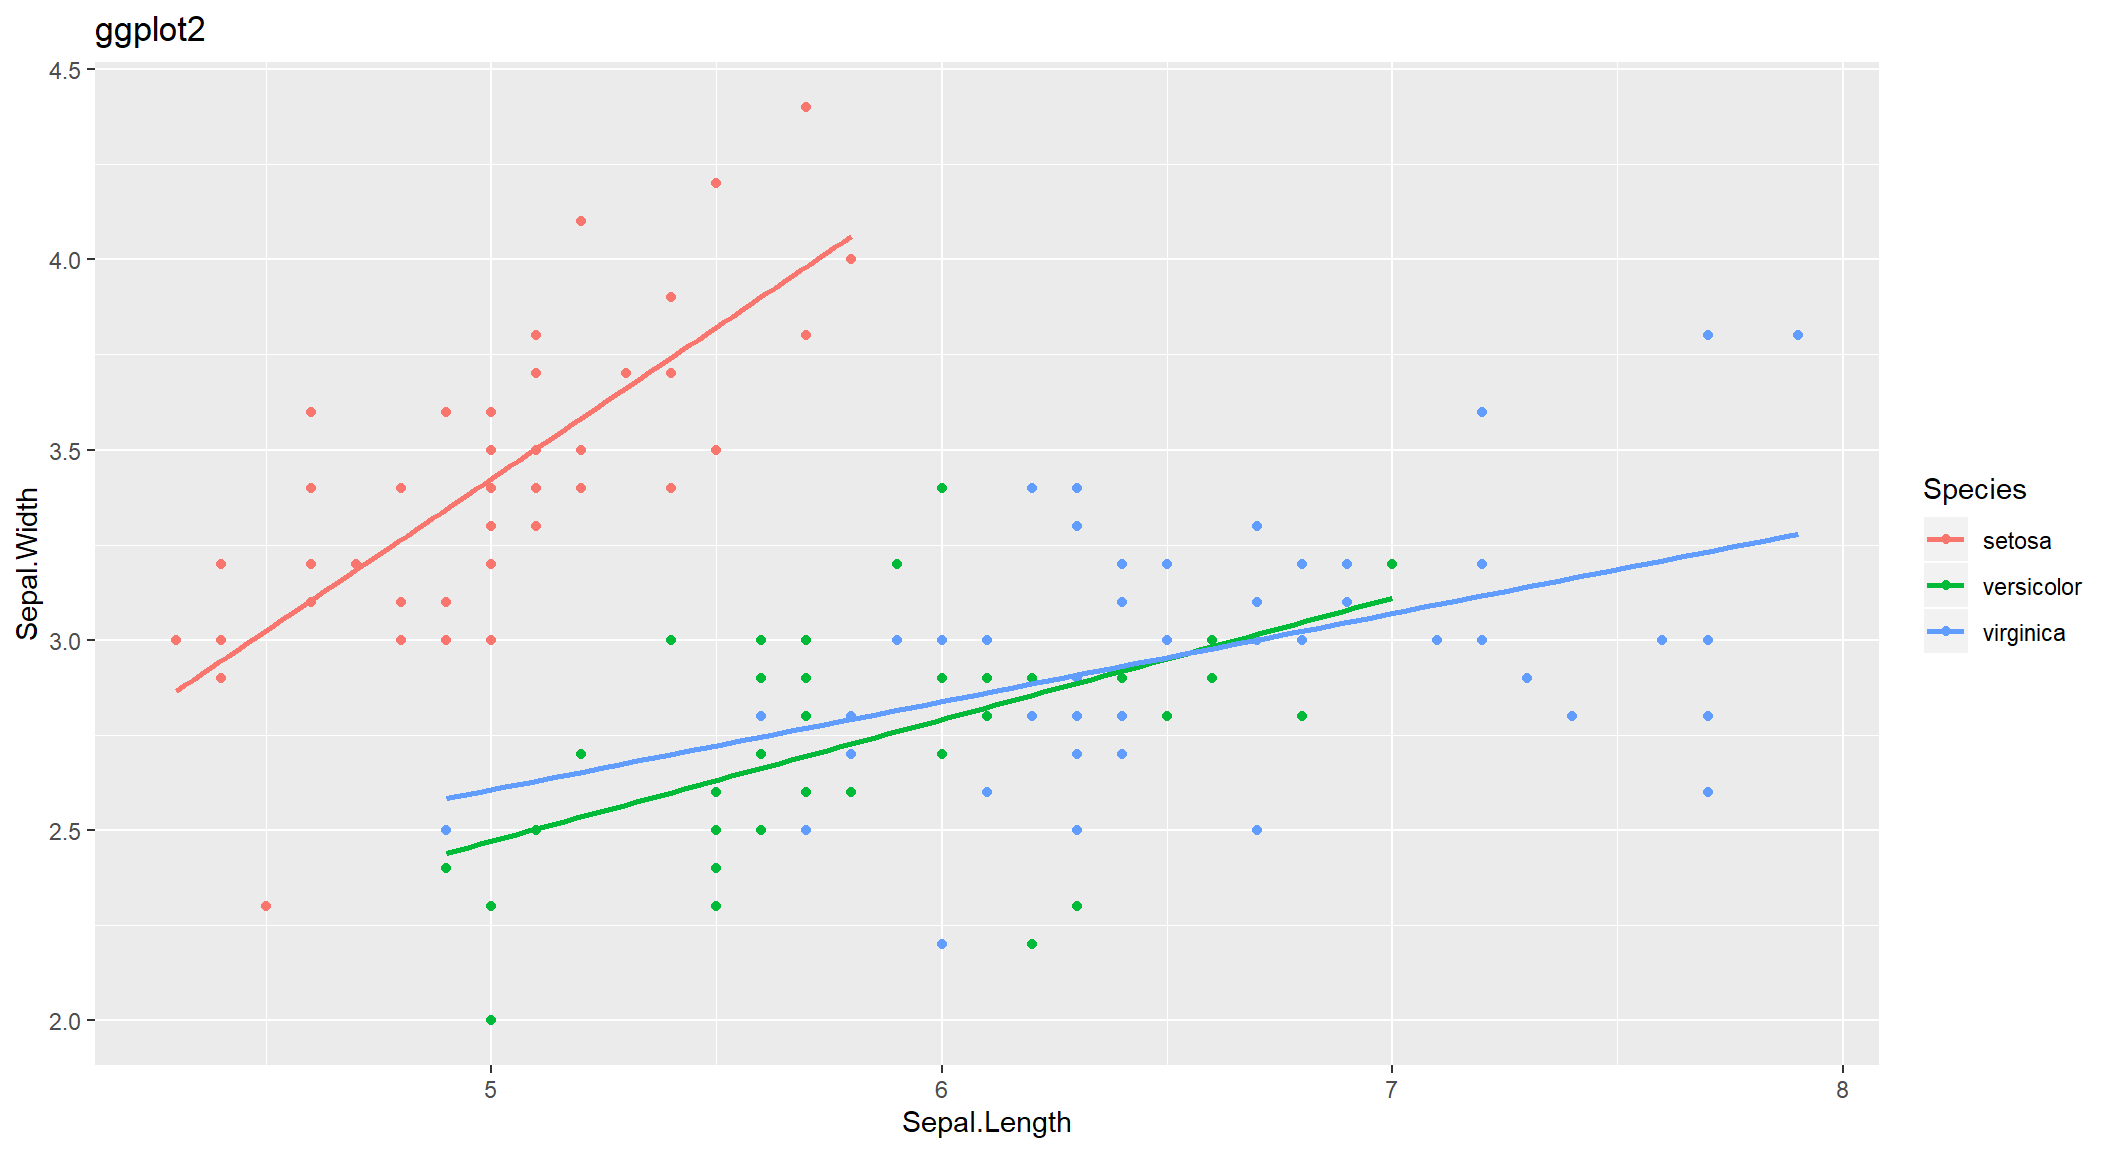 ggplot2
4.5
4.0
3.5
3.0
2.5
2.0
Sepal.Width
5 6 7 8
Sepal.Length
Species
setosa
versicolor
virginica